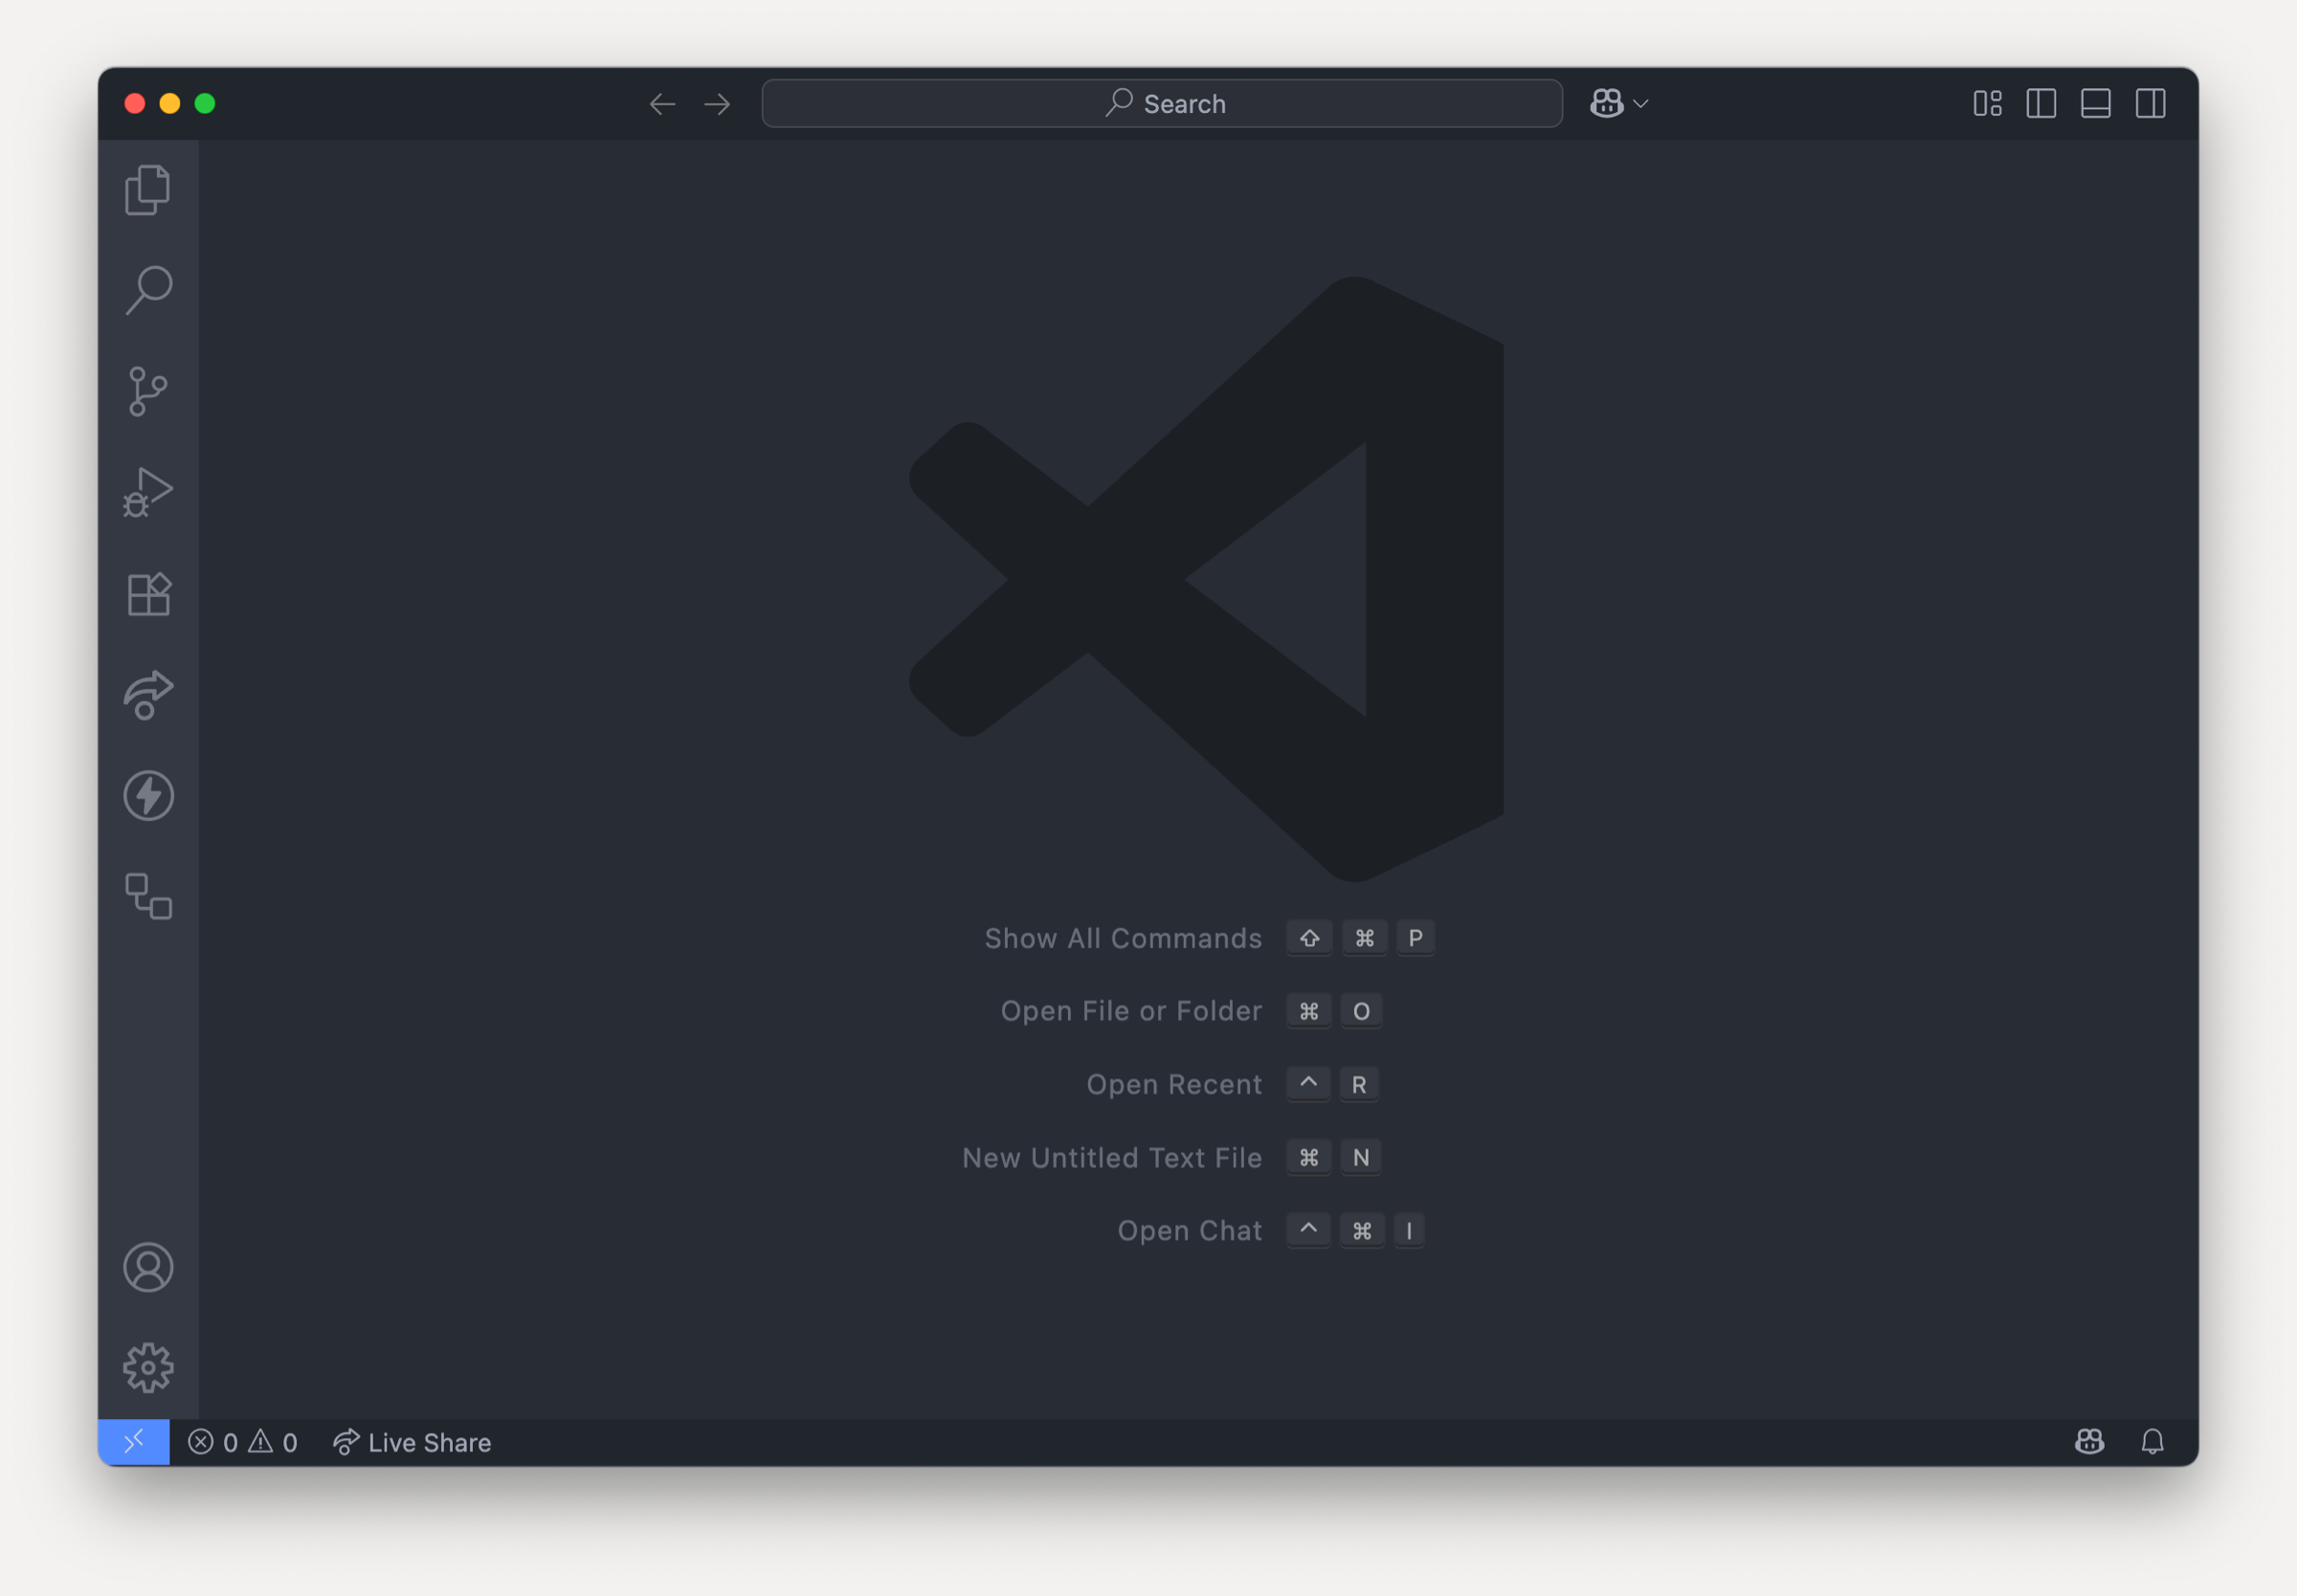 Search
Show All Commands ⇧ ⌘ P
Open File or Folder ⌘ O
Open Recent ^ R
New Untitled Text File ⌘ N
Open Chat ^ ⌘ I
0 0 Live Share